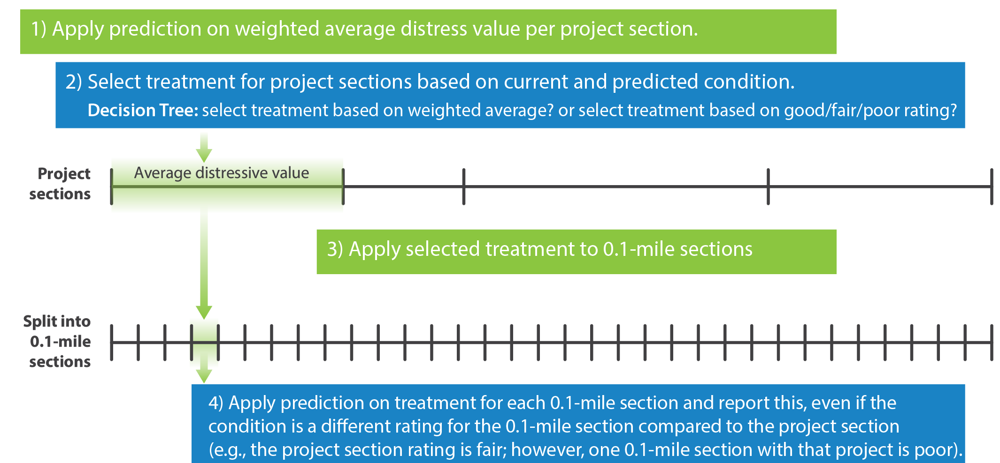 1) Apply prediction on weighted average distress value per project section.
2) Select treatment for project sections based on current and predicted condition.
Decision Tree: select treatment based on weighted average? or select treatment based on good/fair/poor rating?
Project
sections
Average distressive value
3) Apply selected treatment to 0.1-mile sections
Split into
0.1-mile
sections
4) Apply prediction on treatment for each 0.1-mile section and report this, even if the
condition is a different rating for the 0.1-mile section compared to the project section
(e.g., the project section rating is fair; however, one 0.1-mile section with that project is poor).